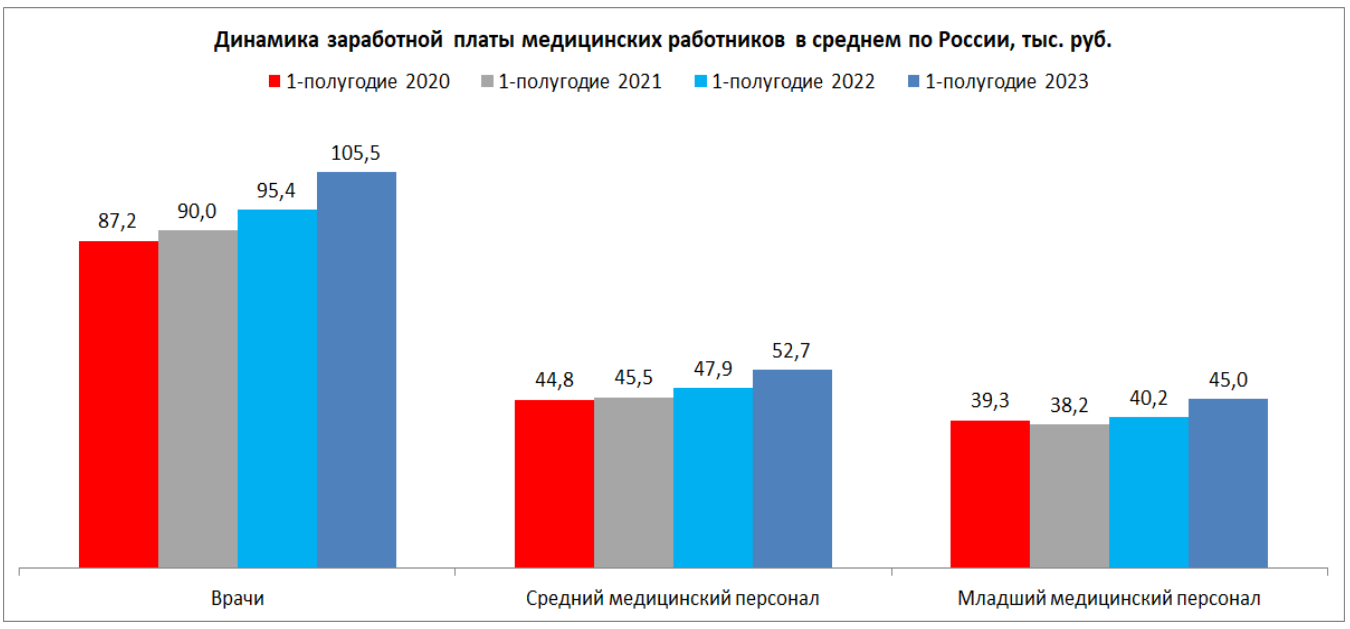 Динамика заработной платы медицинских работников в среднем по России, тыс. руб.
1-полугодие 2020 1-полугодие 2021 1-полугодие 2022 1-полугодие 2023
87,2 90,0 95,4 105,5
44,8 45,5 47,9 52,7
39,3 38,2 40,2 45,0
Врачи Средний медицинский персонал Младший медицинский персонал